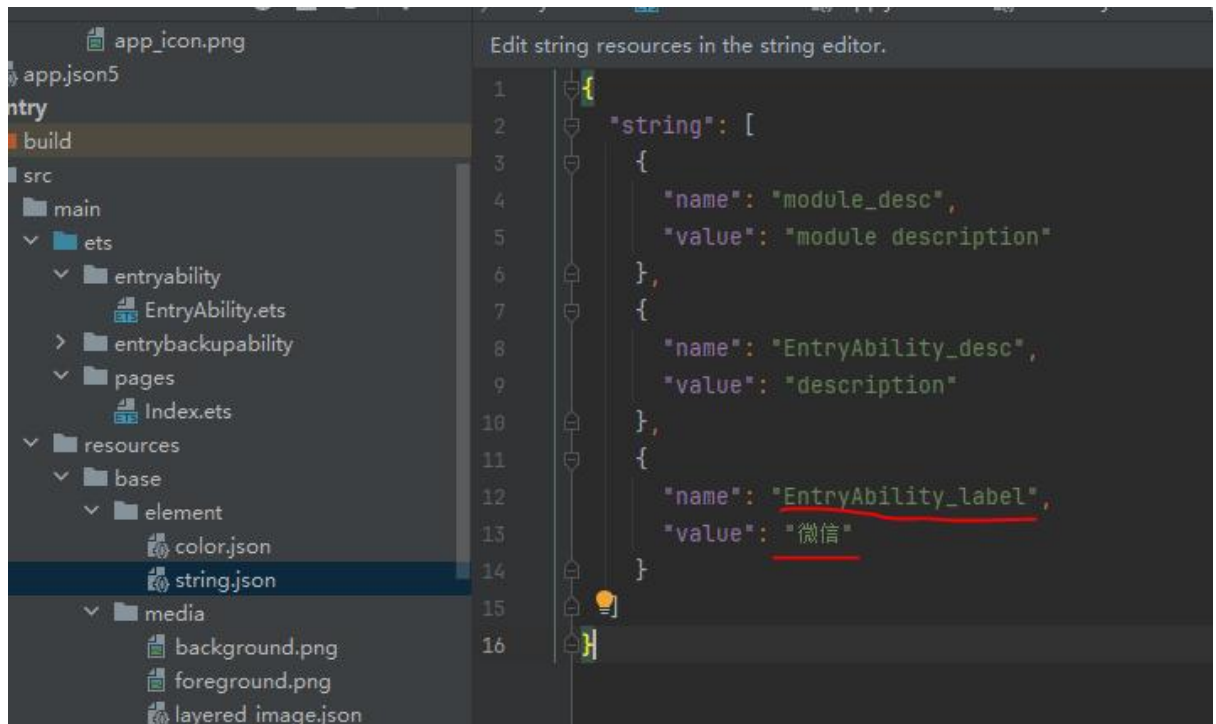 app_icon.png
app.json5
ntry
build
src
main
ets
entryability
EntryAbility.ets
entrybackupability
pages
Index.ets
resources
base
element
color.json
string.json
media
background.png
foreground.png
layered_image.json
Edit string resources in the string editor.
1 {
2 "string": [
3 {
4 "name": "module_desc",
5 "value": "module description"
6 },
7 {
8 "name": "EntryAbility_desc",
9 "value": "description"
10 },
11 {
12 "name": "EntryAbility_label",
13 "value": "微信"
14 }
15 ]
16 }